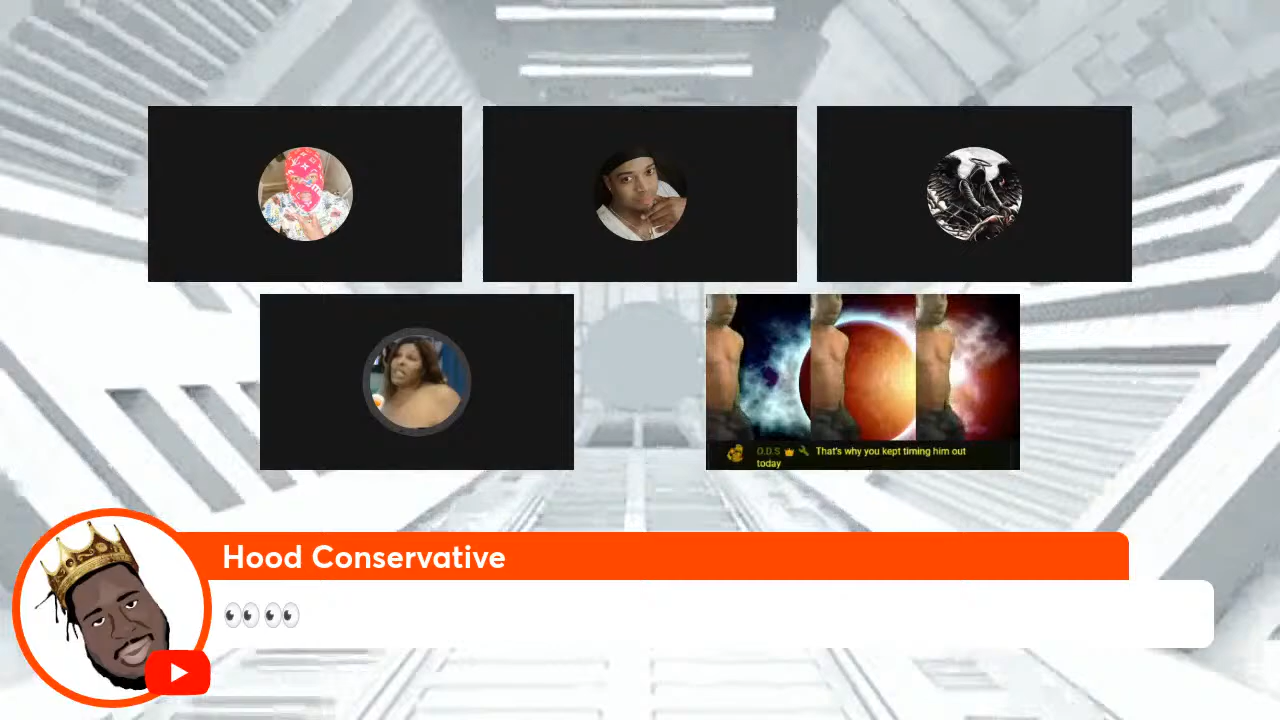 O.D.S That's why you kept timing him out
today
Hood Conservative
👀👀